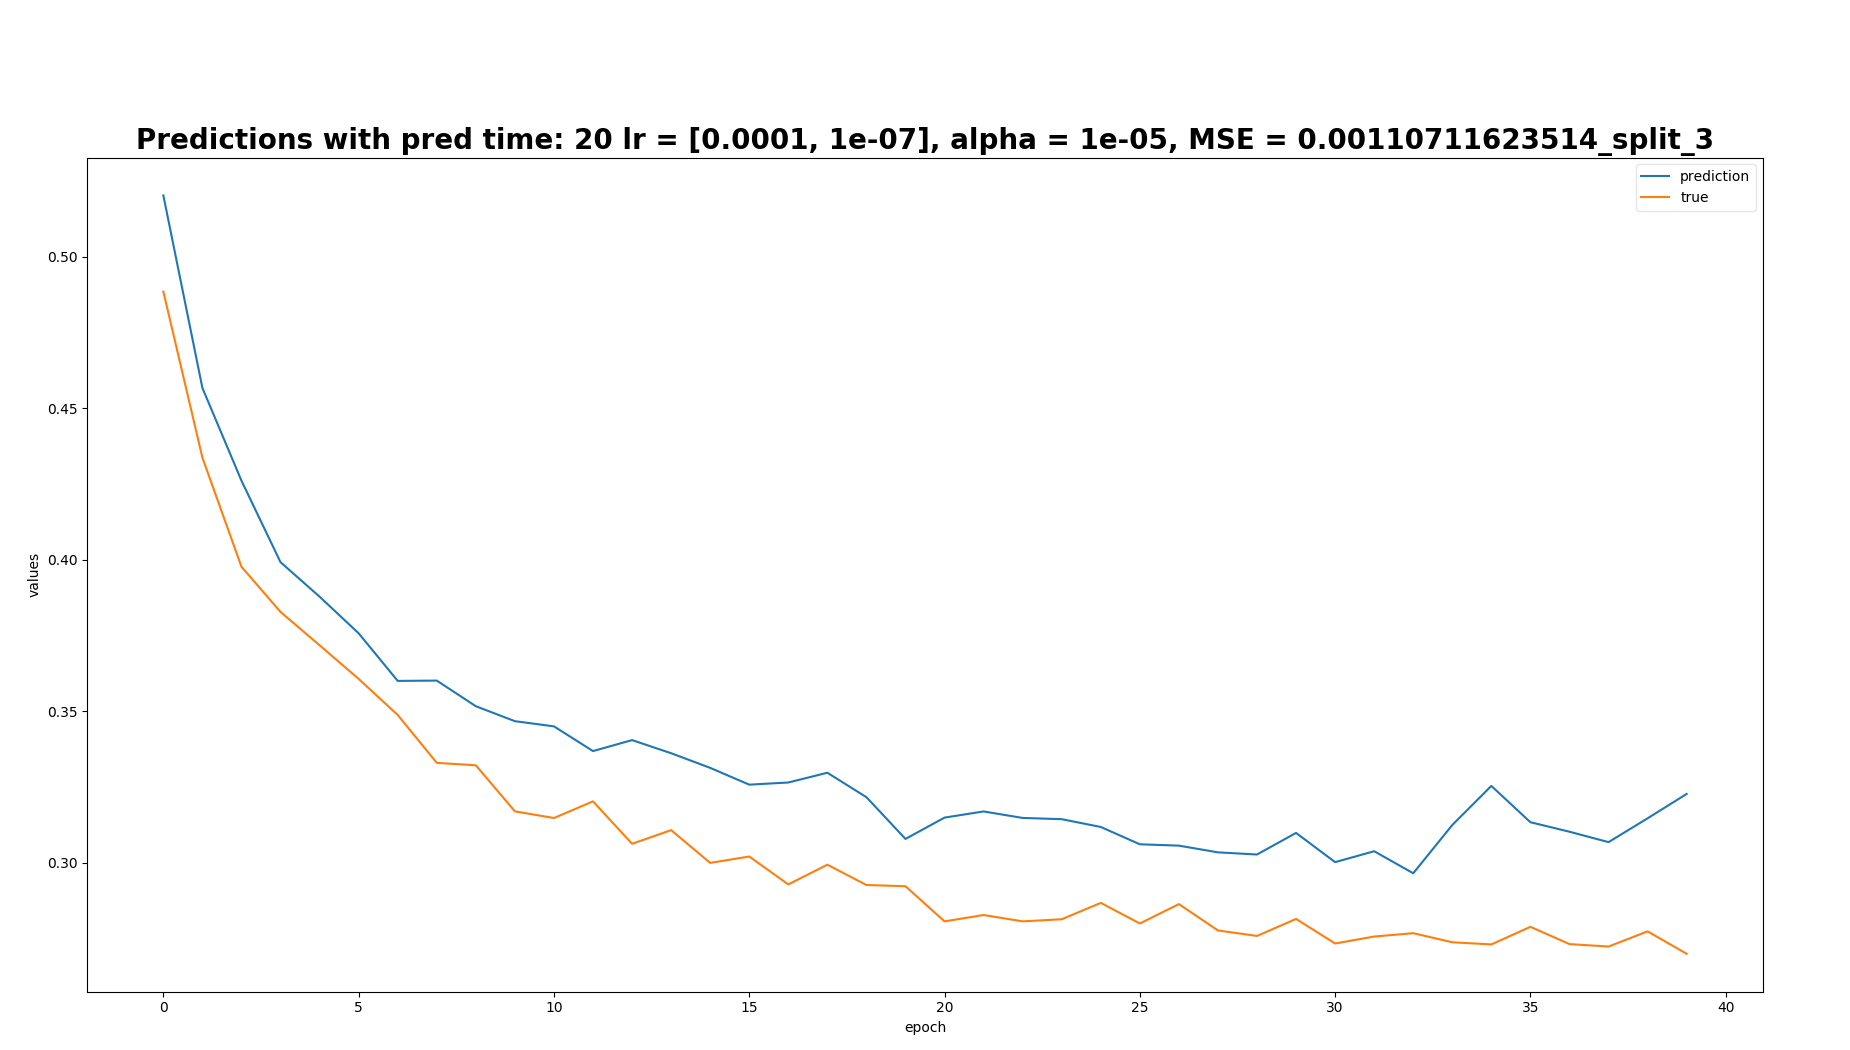 Predictions with pred time: 20 lr = [0.0001, 1e-07], alpha = 1e-05, MSE = 0.00110711623514_split_3
prediction
true
0.50
0.45
0.40
0.35
0.30
values
0 5 10 15 20 25 30 35 40
epoch